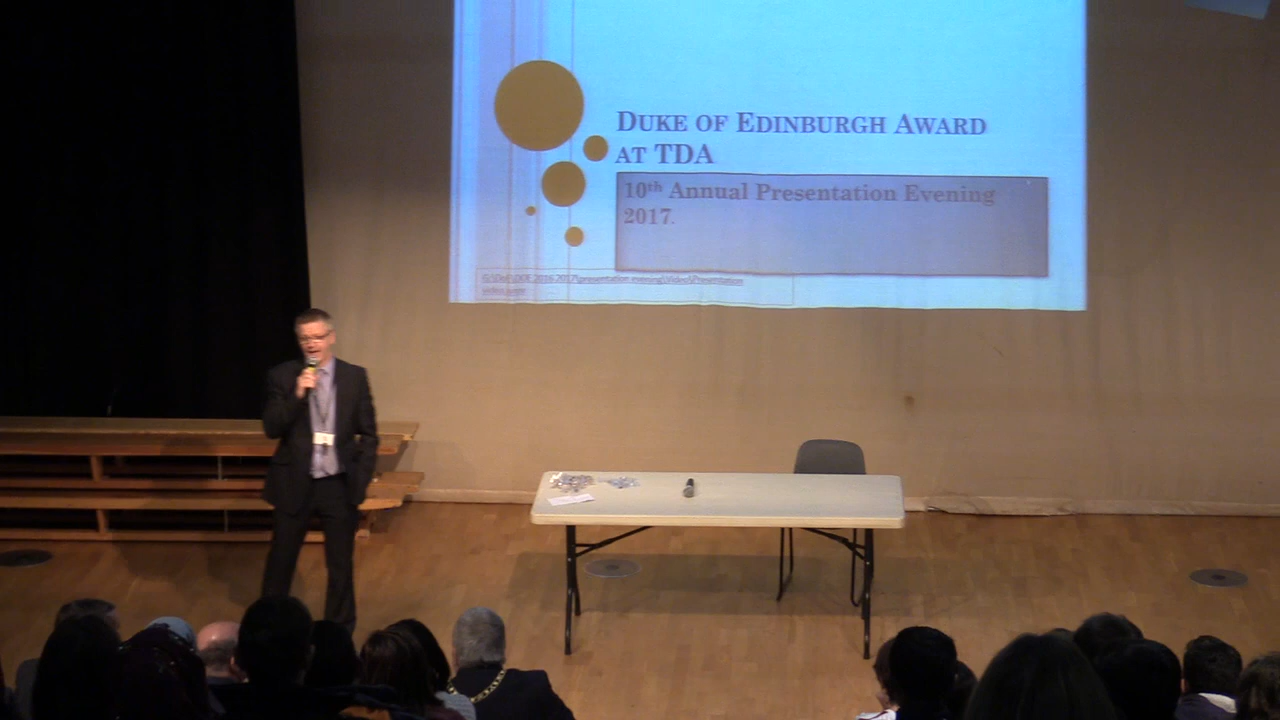 DUKE OF EDINBURGH AWARD
AT TDA
10th Annual Presentation Evening
2017.